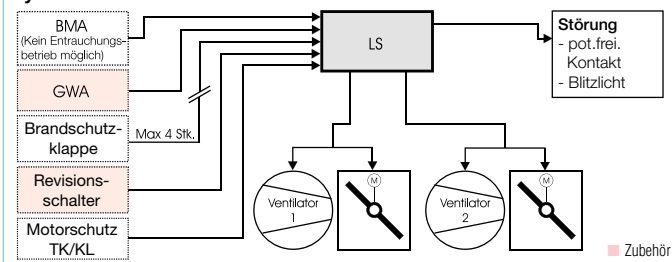 BMA
(Kein Entrauchungs-
betrieb möglich)
GWA
Brandschutz-
klappe
Max 4 Stk.
Revisions-
schalter
Motorschutz
TK/KL
LS
Störung
- pot.frei.
Kontakt
- Blitzlicht
Ventilator
1
M
Ventilator
2
M
Zubehör